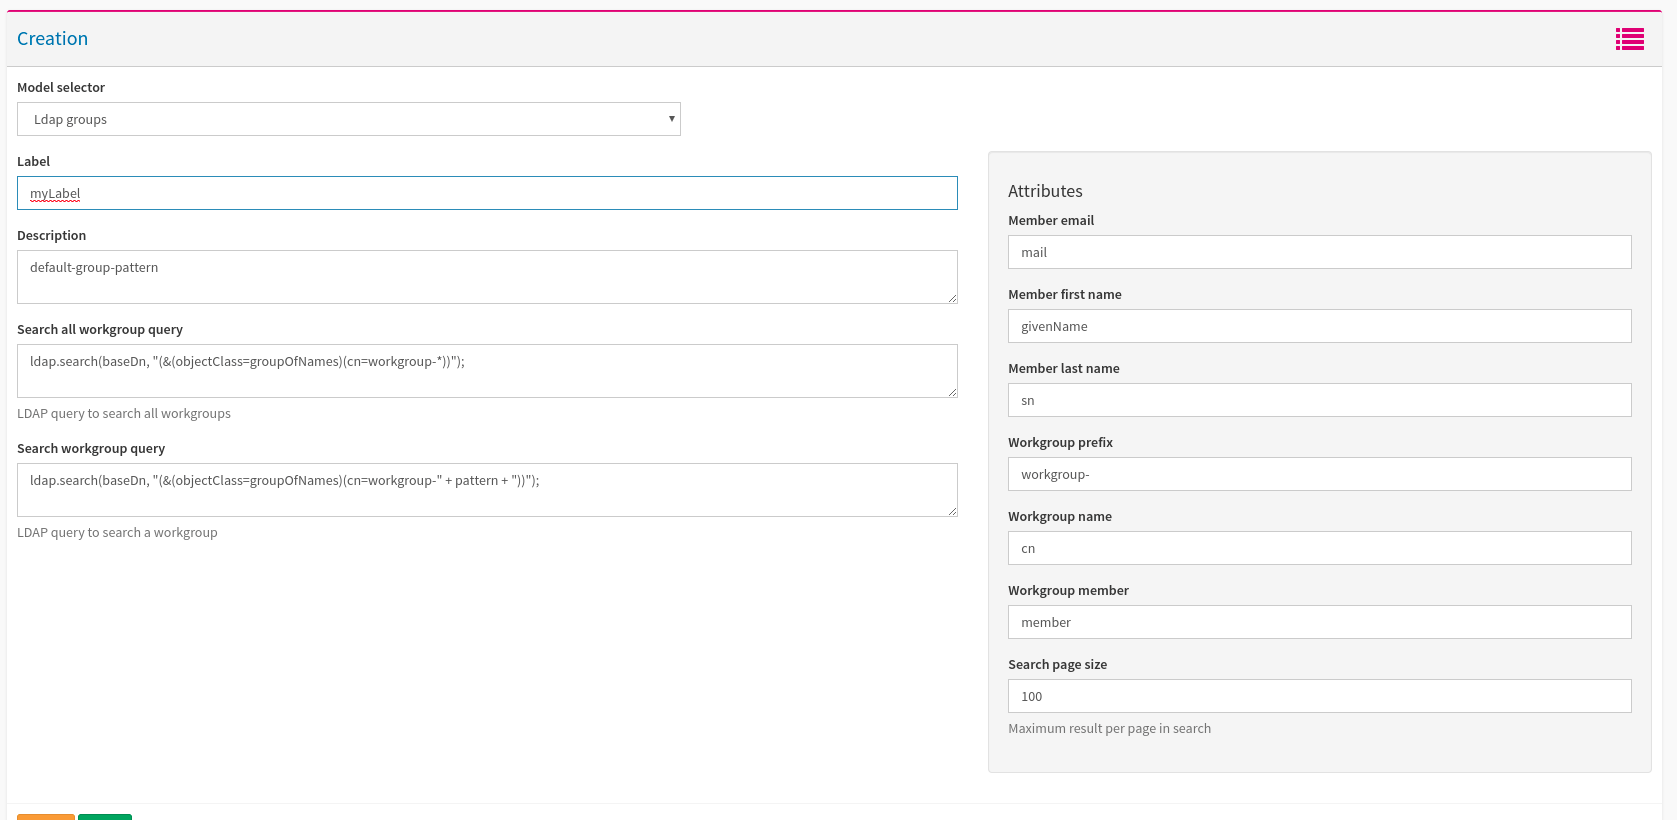 Creation
Model selector
Ldap groups
Label
myLabel
Description
default-group-pattern
Search all workgroup query
ldap.search(baseDn, "(&(objectClass=groupOfNames)(cn=workgroup-*))");
LDAP query to search all workgroups
Search workgroup query
ldap.search(baseDn, "(&(objectClass=groupOfNames)(cn=workgroup-" + pattern + "))");
LDAP query to search a workgroup
Attributes
Member email
mail
Member first name
givenName
Member last name
sn
Workgroup prefix
workgroup-
Workgroup name
cn
Workgroup member
member
Search page size
100
Maximum result per page in search